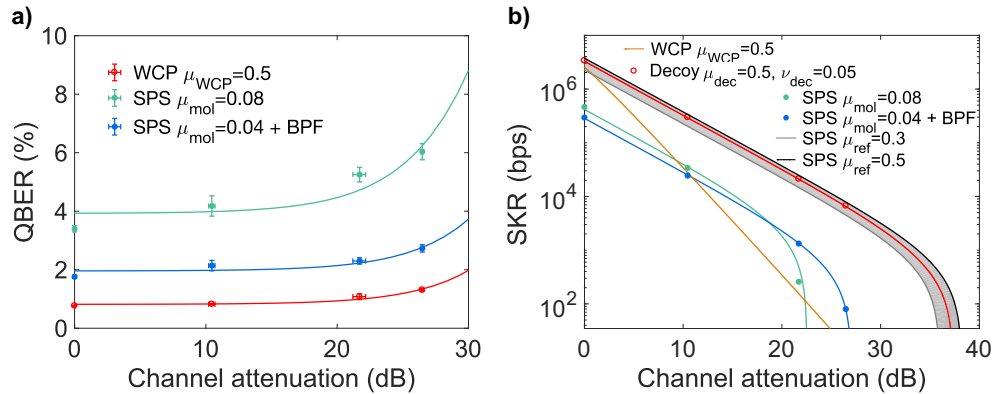 a)
10
8
6
4
2
0
QBER (%)
WCP μWCP=0.5
SPS μmol=0.08
SPS μmol=0.04 + BPF
0
10
20
30
Channel attenuation (dB)
b)
10^6
10^4
10^2
SKR (bps)
WCP μWCP=0.5
Decoy μdec=0.5, νdec=0.05
SPS μmol=0.08
SPS μmol=0.04 + BPF
SPS μref=0.3
SPS μref=0.5
0
10
20
30
40
Channel attenuation (dB)